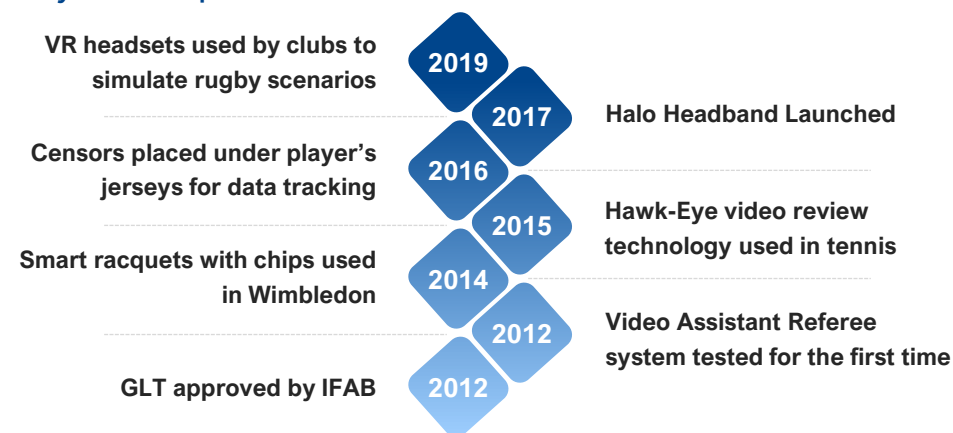 VR headsets used by clubs to
simulate rugby scenarios
2019
2017
Halo Headband Launched
Censors placed under player’s
jerseys for data tracking
2016
2015
Hawk-Eye video review
technology used in tennis
Smart racquets with chips used
in Wimbledon
2014
2012
Video Assistant Referee
system tested for the first time
GLT approved by IFAB
2012